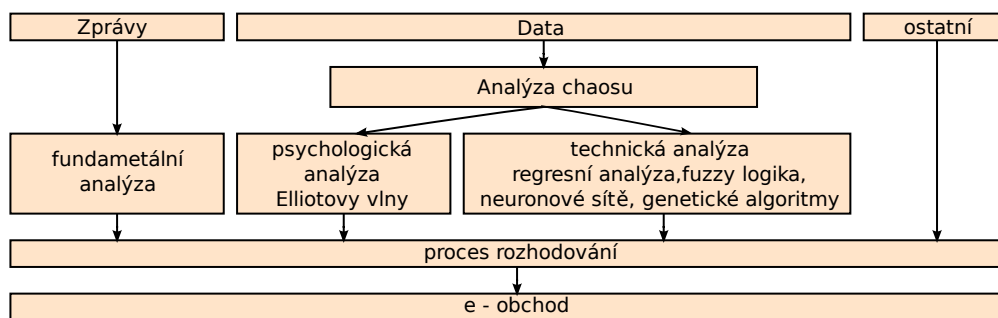 Zprávy
Data
ostatní
Analýza chaosu
fundametální
analýza
psychologická
analýza
Elliotovy vlny
technická analýza
regresní analýza,fuzzy logika,
neuronové sítě, genetické algoritmy
proces rozhodování
e - obchod